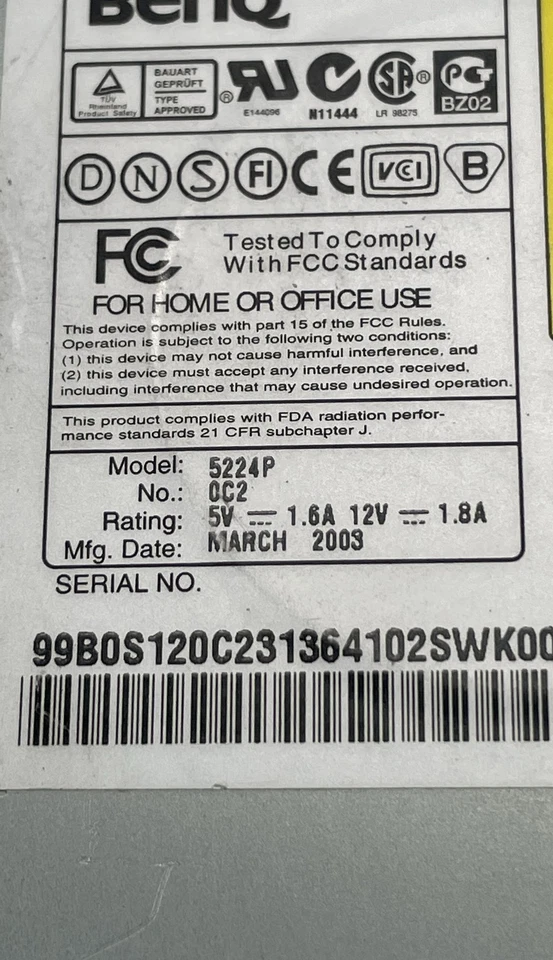 BenQ
TÜV
Rheinland
Product Safety
BAUART
GEPRÜFT
TYPE
APPROVED
® E144096
N11444
SA ®
LR 98275
PG
BZ02
D N S FI CE VCCI B
FC Tested To Comply
With FCC Standards
FOR HOME OR OFFICE USE
This device complies with part 15 of the FCC Rules.
Operation is subject to the following two conditions:
(1) this device may not cause harmful interference, and
(2) this device must accept any interference received,
including interference that may cause undesired operation.
This product complies with FDA radiation perfor-
mance standards 21 CFR subchapter J.
Model: 5224P
No.: 0C2
Rating: 5V ⎓ 1.6A 12V ⎓ 1.8A
Mfg. Date: MARCH 2003
SERIAL NO.
99B0S120C231364102SWK00